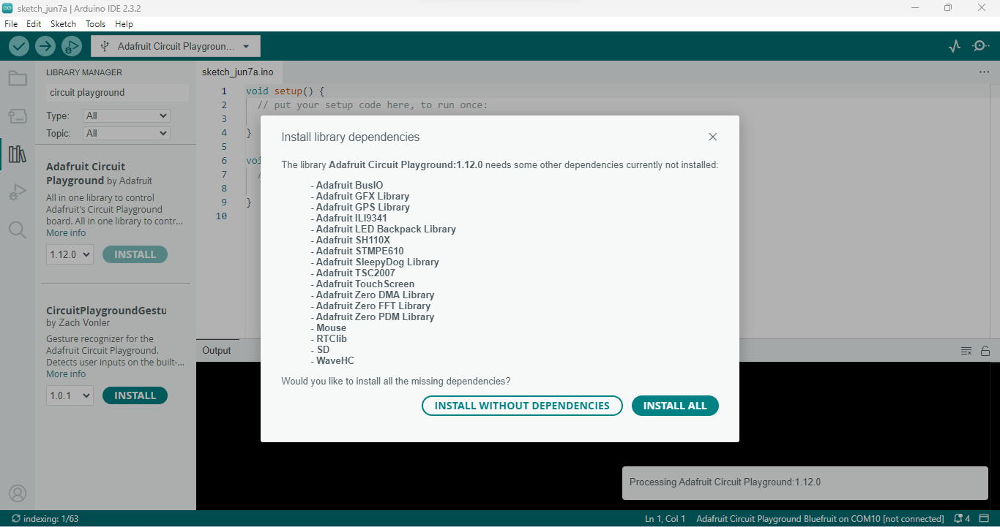 sketch_jun7a | Arduino IDE 2.3.2
File Edit Sketch Tools Help
Adafruit Circuit Playgroun...
LIBRARY MANAGER
circuit playground
Type: All
Topic: All
Adafruit Circuit
Playground by Adafruit
All in one library to control
Adafruit's Circuit Playground
board. All in one library to contr...
More info
1.12.0 INSTALL
CircuitPlaygroundGestu
by Zach Vonler
Gesture recognizer for the
Adafruit Circuit Playground.
Detects user inputs on the built-...
More info
1.0.1 INSTALL
sketch_jun7a.ino
1 void setup() {
2 // put your setup code here, to run once:
3
4 }
5
6 voi
7 /
8
9 }
10
Install library dependencies
The library Adafruit Circuit Playground:1.12.0 needs some other dependencies currently not installed:
- Adafruit BusIO
- Adafruit GFX Library
- Adafruit GPS Library
- Adafruit ILI9341
- Adafruit LED Backpack Library
- Adafruit SH110X
- Adafruit STMPE610
- Adafruit SleepyDog Library
- Adafruit TSC2007
- Adafruit TouchScreen
- Adafruit Zero DMA Library
- Adafruit Zero FFT Library
- Adafruit Zero PDM Library
- Mouse
- RTClib
- SD
- WaveHC
Would you like to install all the missing dependencies?
INSTALL WITHOUT DEPENDENCIES INSTALL ALL
Output
Processing Adafruit Circuit Playground:1.12.0
indexing: 1/63
Ln 1, Col 1 Adafruit Circuit Playground Bluefruit on COM10 [not connected] 4